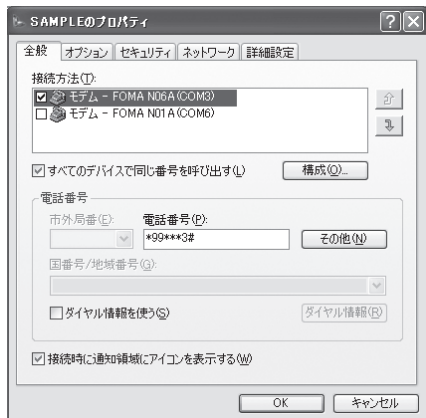 SAMPLEのプロパティ
全般 オプション セキュリティ ネットワーク 詳細設定
接続方法(T):
モデム - FOMA N06A(COM3)
モデム - FOMA N01A(COM6)
すべてのデバイスで同じ番号を呼び出す(L) 構成(O)...
電話番号
市外局番(E): 電話番号(P):
*99***3# その他(N)
国番号/地域番号(G):
ダイヤル情報を使う(S) ダイヤル情報(R)
接続時に通知領域にアイコンを表示する(W)
OK キャンセル